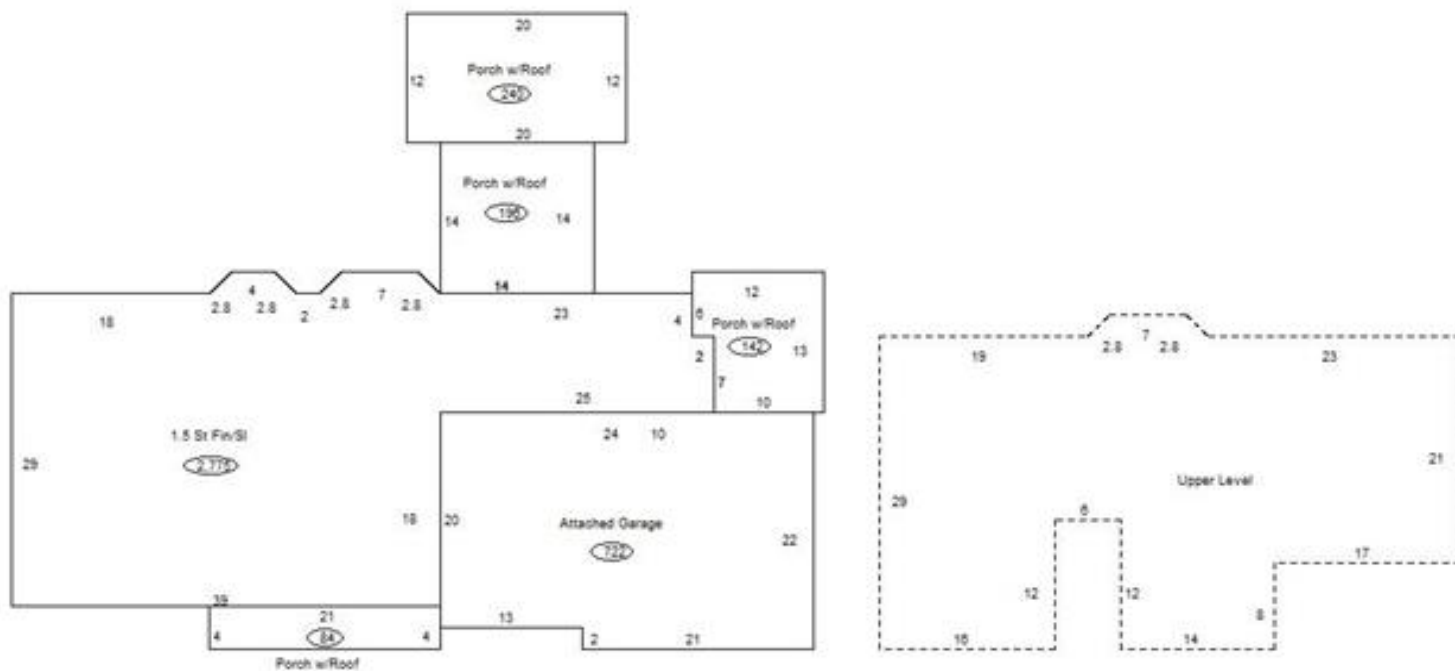 20
Porch w/Roof
12 12
240
20
Porch w/Roof
196
14 14
14
4 7 12
2.8 2.8 2 2.8 2.8 23 4 6
18
Porch w/Roof
142
2 13
7
25 10
1.5 St Fin/Sl
2,775
29
24 10
18 20
Attached Garage
722
22
39
21
13
4 84 4
2 21
Porch w/Roof
7
19 2.8 2.8 23
21
Upper Level
29
6
17
12 12
8
16 14